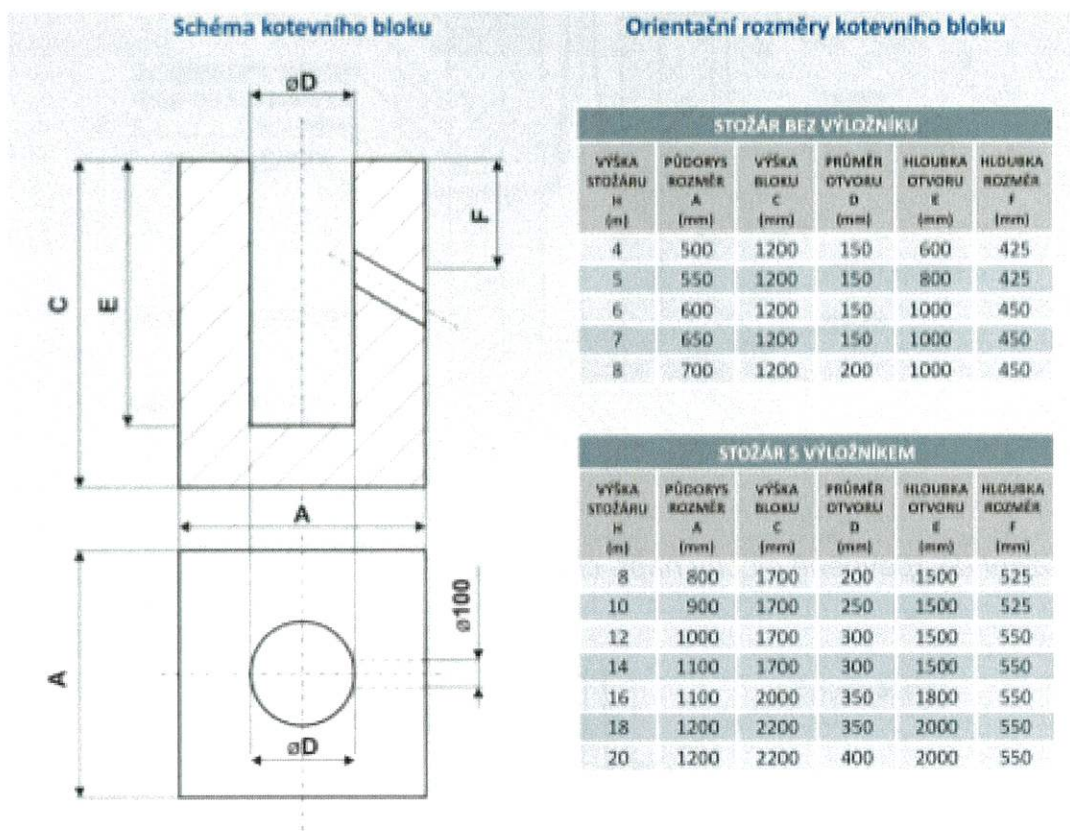 Schéma kotevního bloku
øD
F
C
E
A
A
ø100
øD
Orientační rozměry kotevního bloku
STOŽÁR BEZ VÝLOŽNÍKU
VÝŠKA STOŽÁRU H (m) PŮDORYS ROZMĚR A (mm) VÝŠKA BLOKU C (mm) PRŮMĚR OTVORU D (mm) HLOUBKA OTVORU E (mm) HLOUBKA ROZMĚR F (mm)
4 500 1200 150 600 425
5 550 1200 150 800 425
6 600 1200 150 1000 450
7 650 1200 150 1000 450
8 700 1200 200 1000 450
STOŽÁR S VÝLOŽNÍKEM
VÝŠKA STOŽÁRU H (m) PŮDORYS ROZMĚR A (mm) VÝŠKA BLOKU C (mm) PRŮMĚR OTVORU D (mm) HLOUBKA OTVORU E (mm) HLOUBKA ROZMĚR F (mm)
8 800 1700 200 1500 525
10 900 1700 250 1500 525
12 1000 1700 300 1500 550
14 1100 1700 300 1500 550
16 1100 2000 350 1800 550
18 1200 2200 350 2000 550
20 1200 2200 400 2000 550